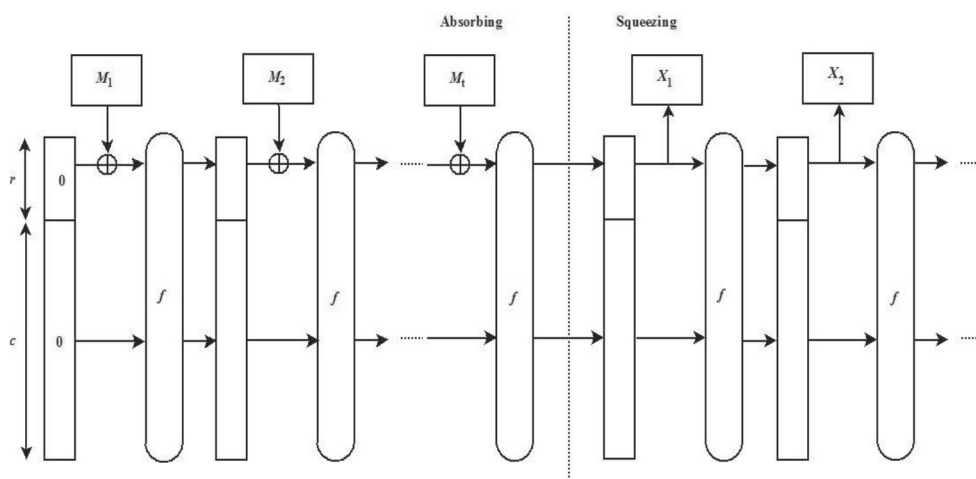 Absorbing
Squeezing
M1
M2
Mt
X1
X2
r
0
......
......
f
f
f
f
f
c
0
......
......